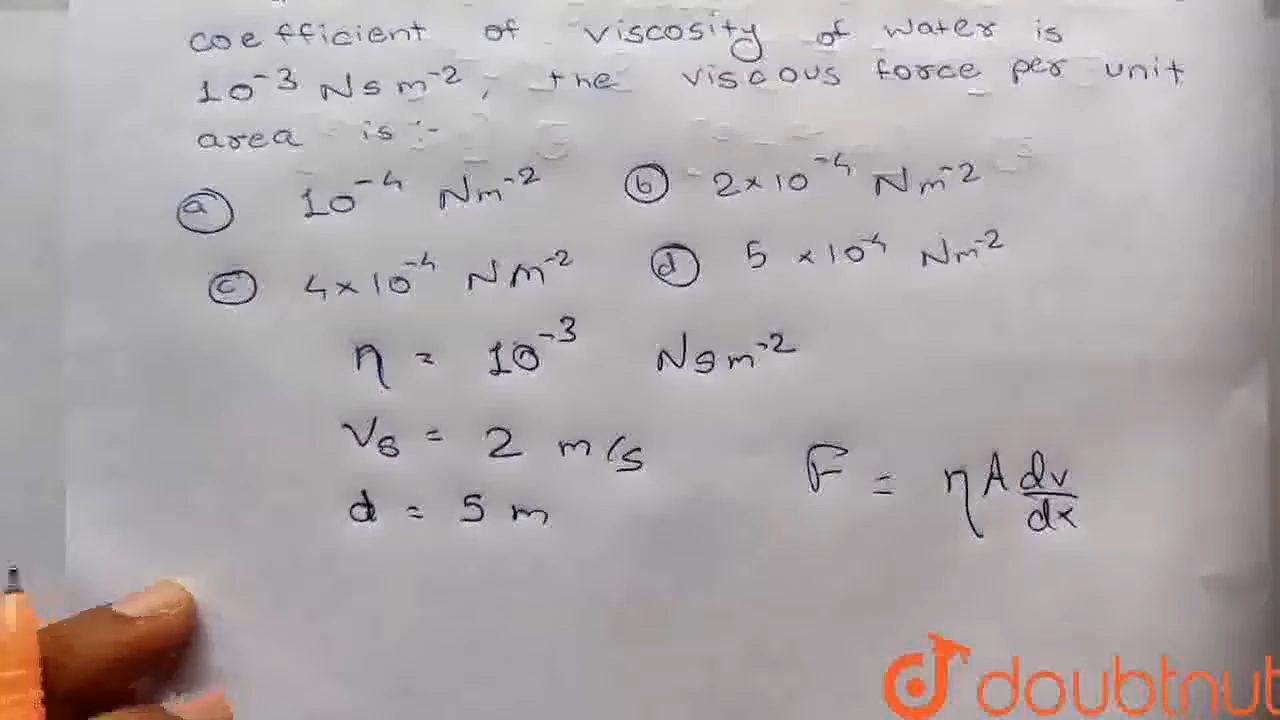 coefficient of viscosity of water is
10⁻³ Nsm⁻², the viscous force per unit
area is :-
(a) 10⁻⁴ Nm⁻² (b) 2×10⁻⁴ Nm⁻²
(c) 4×10⁻⁴ Nm⁻² (d) 5×10⁻⁴ Nm⁻²
η = 10⁻³ Nsm⁻²
Vs = 2 m/s
d = 5 m
F = ηA dv/dx
doubtnut